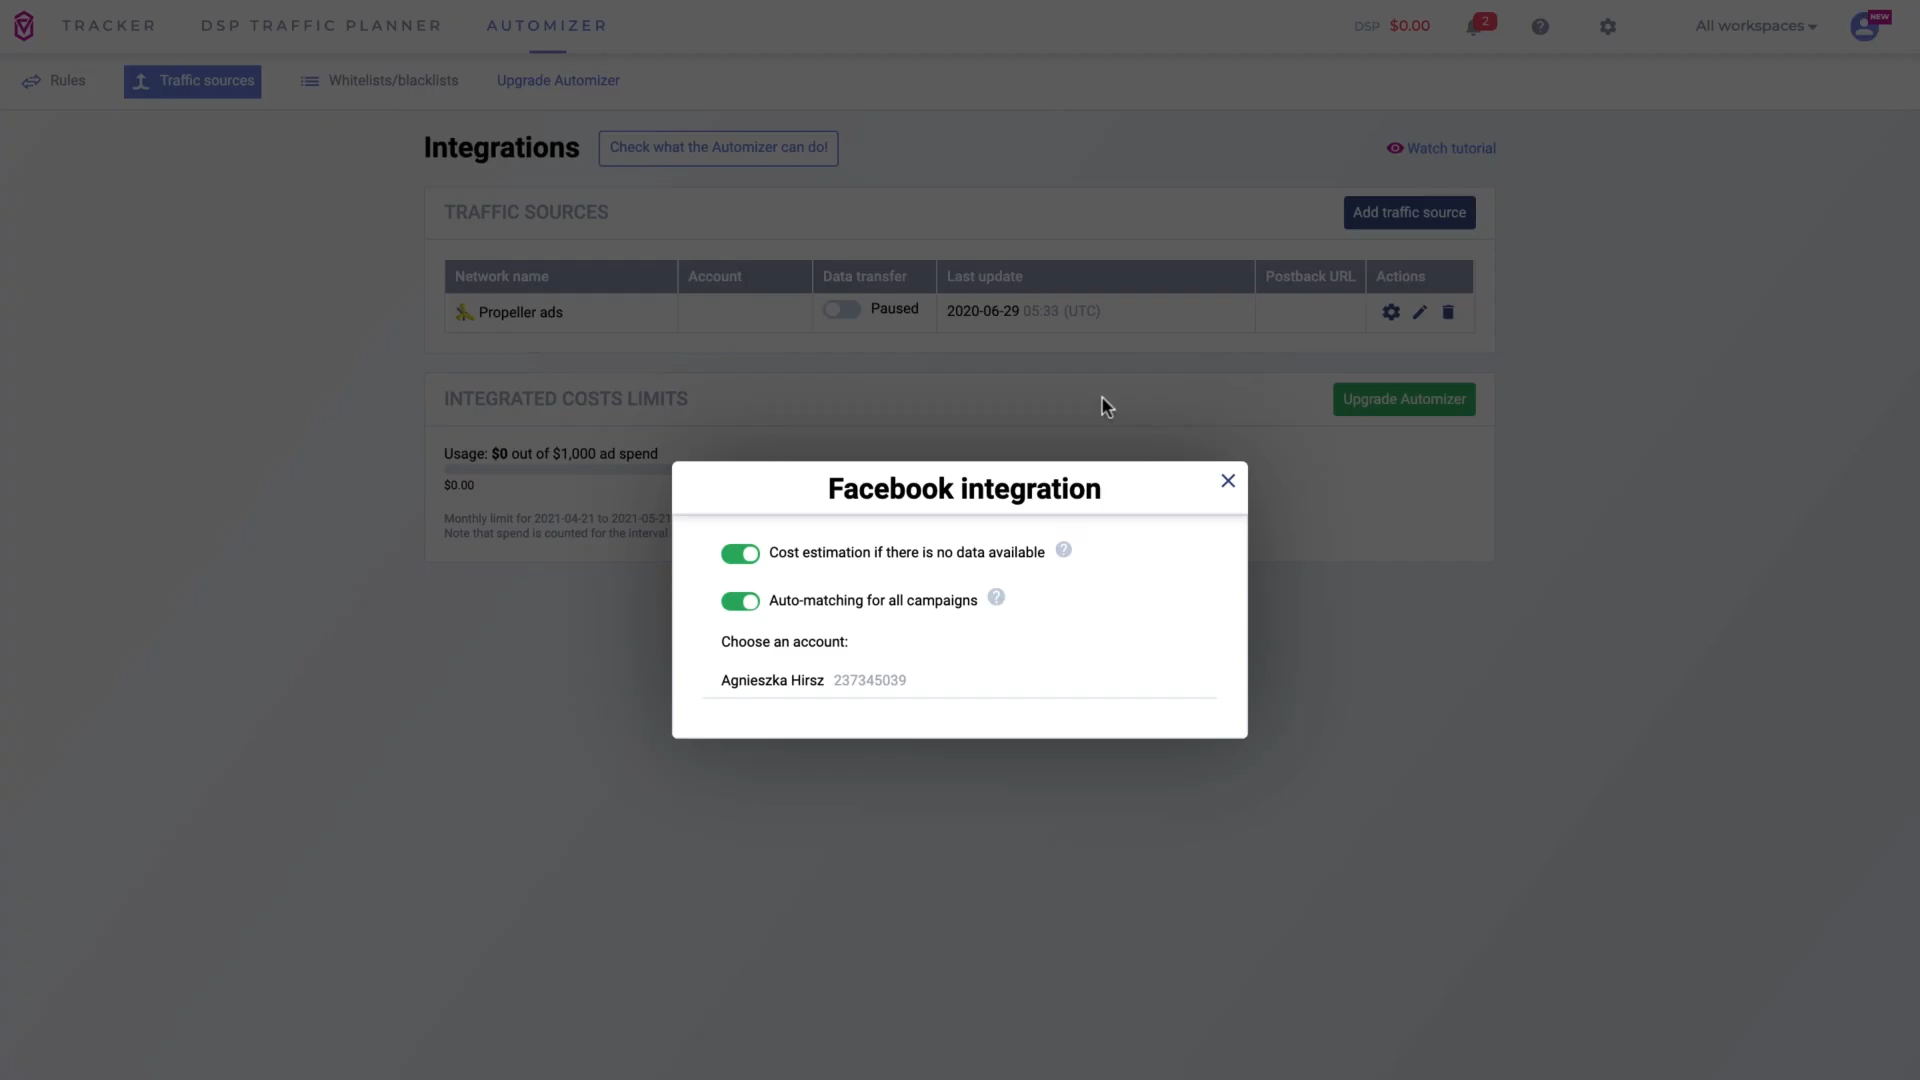 TRACKER DSP TRAFFIC PLANNER AUTOMIZER DSP $0.00 2 All workspaces NEW
Rules Traffic sources Whitelists/blacklists Upgrade Automizer
Integrations Check what the Automizer can do! Watch tutorial
TRAFFIC SOURCES Add traffic source
Network name Account Data transfer Last update Postback URL Actions
Propeller ads Paused 2020-06-29 05:33 (UTC)
INTEGRATED COSTS LIMITS Upgrade Automizer
Usage: $0 out of $1,000 ad spend
$0.00
Monthly limit for 2021-04-21 to 2021-05-21
Note that spend is counted for the interval
Facebook integration
Cost estimation if there is no data available ?
Auto-matching for all campaigns ?
Choose an account:
Agnieszka Hirsz 237345039